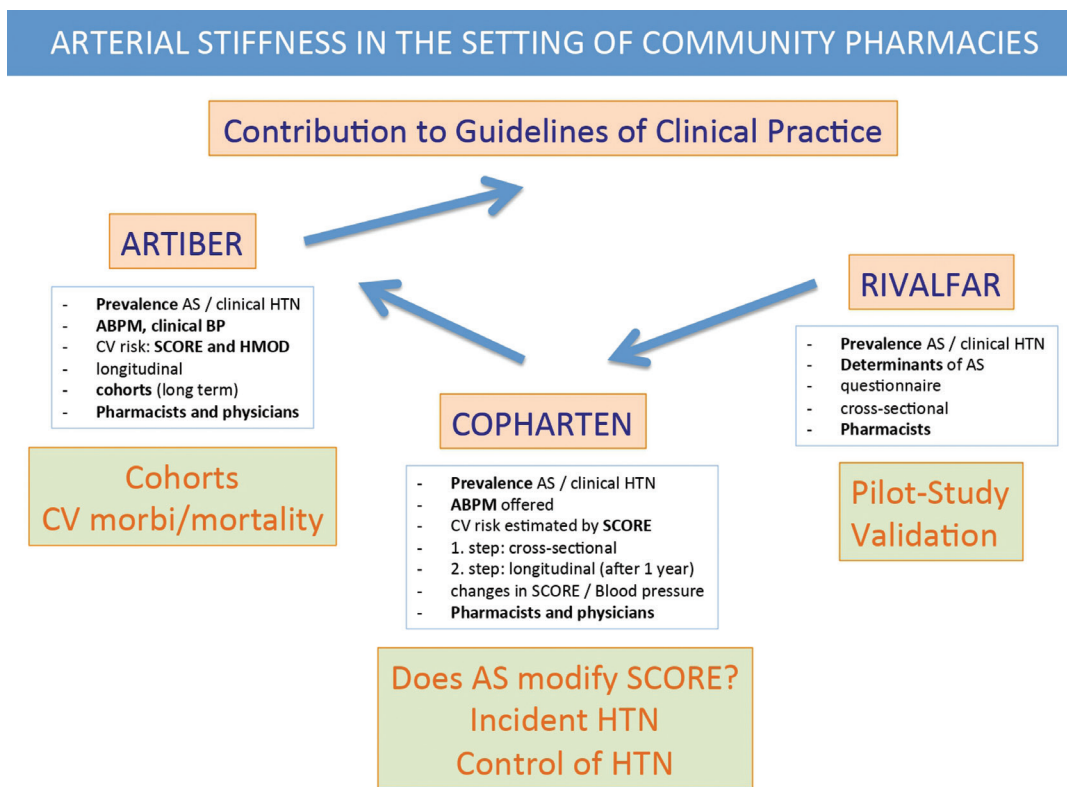 ARTERIAL STIFFNESS IN THE SETTING OF COMMUNITY PHARMACIES
Contribution to Guidelines of Clinical Practice
ARTIBER
- Prevalence AS / clinical HTN
- ABPM, clinical BP
- CV risk: SCORE and HMOD
- longitudinal
- cohorts (long term)
- Pharmacists and physicians
Cohorts
CV morbi/mortality
COPHARTEN
- Prevalence AS / clinical HTN
- ABPM offered
- CV risk estimated by SCORE
- 1. step: cross-sectional
- 2. step: longitudinal (after 1 year)
- changes in SCORE / Blood pressure
- Pharmacists and physicians
Does AS modify SCORE?
Incident HTN
Control of HTN
RIVALFAR
- Prevalence AS / clinical HTN
- Determinants of AS
- questionnaire
- cross-sectional
- Pharmacists
Pilot-Study
Validation